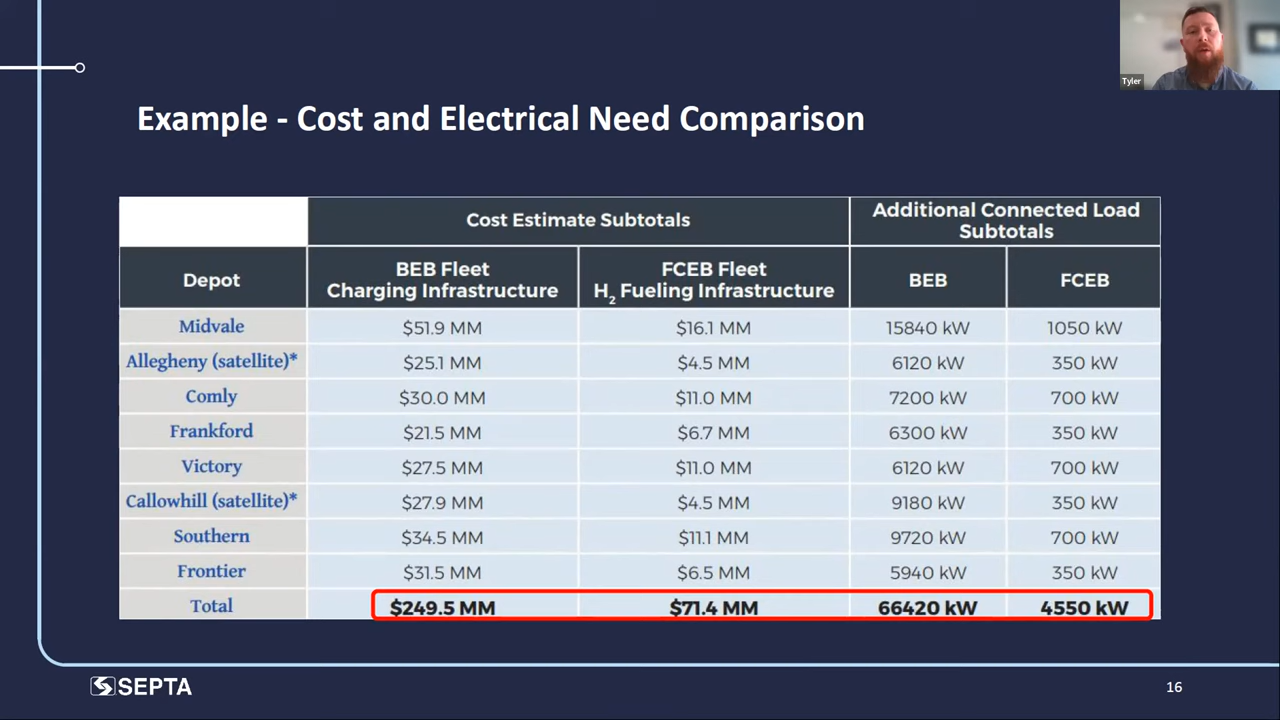 Tyler
Example - Cost and Electrical Need Comparison
Cost Estimate Subtotals
Additional Connected Load
Subtotals
Depot
BEB Fleet
Charging Infrastructure
FCEB Fleet
H₂ Fueling Infrastructure
BEB
FCEB
Midvale $51.9 MM $16.1 MM 15840 kW 1050 kW
Allegheny (satellite)* $25.1 MM $4.5 MM 6120 kW 350 kW
Comly $30.0 MM $11.0 MM 7200 kW 700 kW
Frankford $21.5 MM $6.7 MM 6300 kW 350 kW
Victory $27.5 MM $11.0 MM 6120 kW 700 kW
Callowhill (satellite)* $27.9 MM $4.5 MM 9180 kW 350 kW
Southern $34.5 MM $11.1 MM 9720 kW 700 kW
Frontier $31.5 MM $6.5 MM 5940 kW 350 kW
Total $249.5 MM $71.4 MM 66420 kW 4550 kW
SEPTA
16